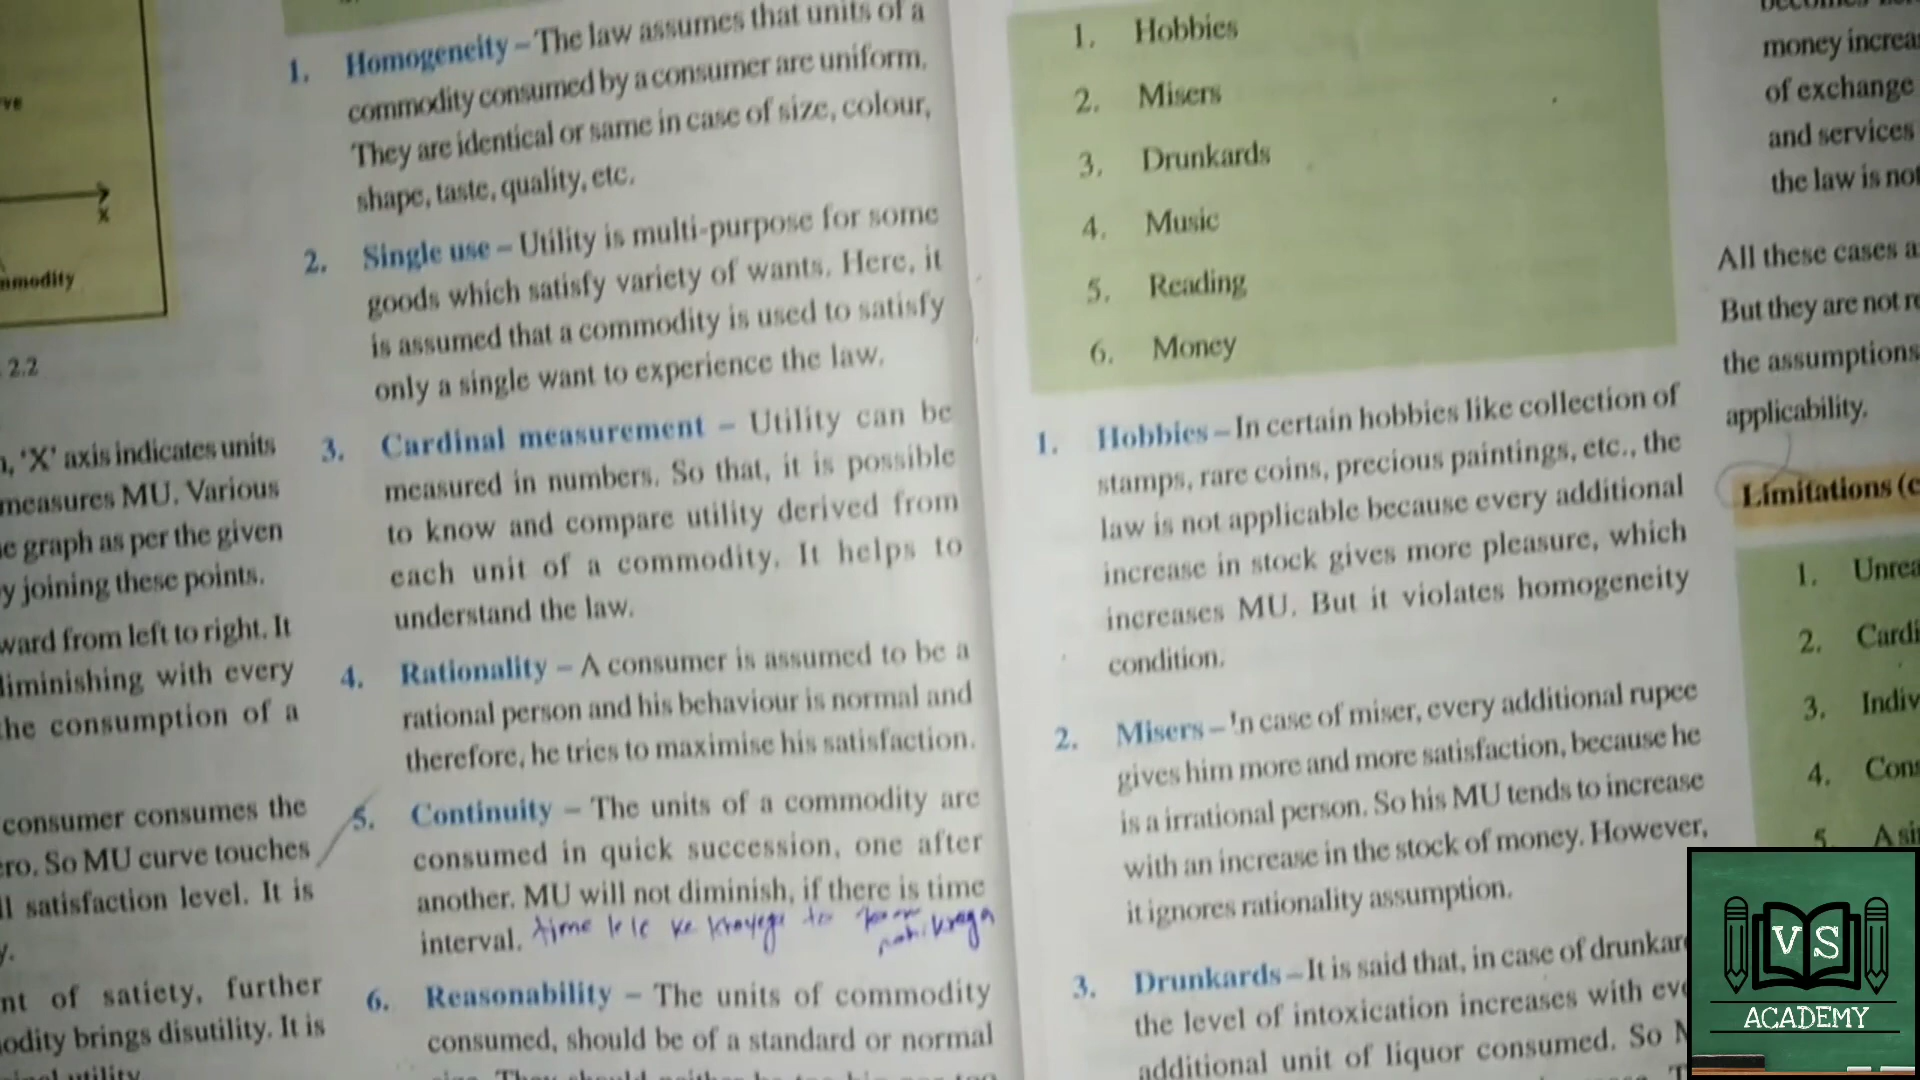 ve
x
mmodity
2.2
, 'X' axis indicates units
measures MU. Various
graph as per the given
y joining these points.
ward from left to right. It
diminishing with every
the consumption of a
consumer consumes the
ero. So MU curve touches
satisfaction level. It is
y.
nt of satiety, further
odity brings disutility. It is
utility
1. Homogeneity – The law assumes that units of a
commodity consumed by a consumer are uniform.
They are identical or same in case of size, colour,
shape, taste, quality, etc.
2. Single use – Utility is multi-purpose for some
goods which satisfy variety of wants. Here, it
is assumed that a commodity is used to satisfy
only a single want to experience the law.
3. Cardinal measurement – Utility can be
measured in numbers. So that, it is possible
to know and compare utility derived from
each unit of a commodity. It helps to
understand the law.
4. Rationality – A consumer is assumed to be a
rational person and his behaviour is normal and
therefore, he tries to maximise his satisfaction.
5. Continuity – The units of a commodity are
consumed in quick succession, one after
another. MU will not diminish, if there is time
interval. time le le ke
6. Reasonability – The units of commodity
consumed, should be of a standard or normal
1. Hobbies
2. Misers
3. Drunkards
4. Music
5. Reading
6. Money
1. Hobbies – In certain hobbies like collection of
stamps, rare coins, precious paintings, etc., the
law is not applicable because every additional
increase in stock gives more pleasure, which
increases MU. But it violates homogeneity
condition.
2. Misers – In case of miser, every additional rupee
gives him more and more satisfaction, because he
is a irrational person. So his MU tends to increase
with an increase in the stock of money. However,
it ignores rationality assumption.
3. Drunkards – It is said that, in case of drunkar
the level of intoxication increases with eve
additional unit of liquor consumed. So
money increa
of exchange
and services
the law is not
All these cases a
But they are not re
the assumptions
applicability.
Limitations (
1. Unrea
2. Cardi
3. Indiv
4. Cons
5. A si
VS
ACADEMY